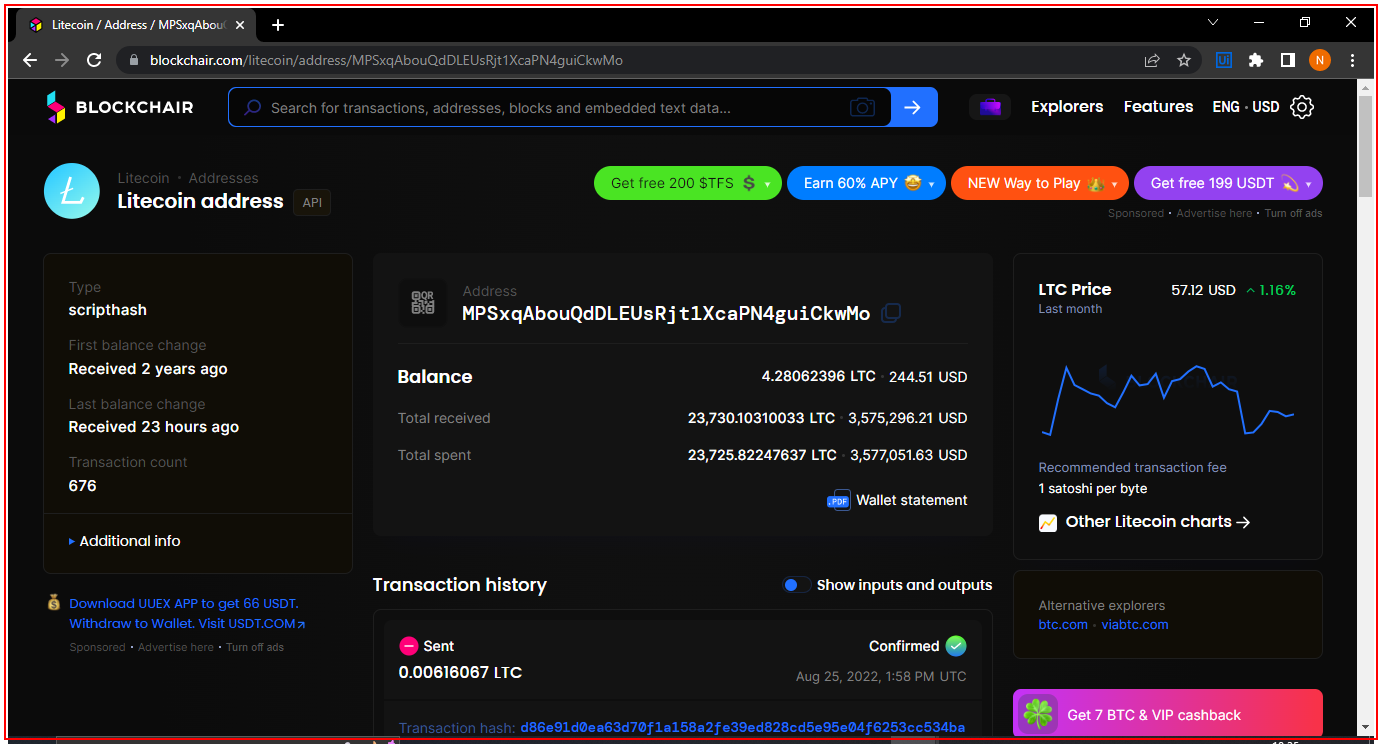 Litecoin / Address / MPSxqAbou
blockchair.com/litecoin/address/MPSxqAbouQdDLEUsRjt1XcaPN4guiCkwMo
Ui
N
BLOCKCHAIR
Search for transactions, addresses, blocks and embedded text data...
Explorers Features ENG · USD
Litecoin · Addresses
Litecoin address API
Get free 200 $TFS
Earn 60% APY
NEW Way to Play
Get free 199 USDT
Sponsored · Advertise here · Turn off ads
Type
scripthash
First balance change
Received 2 years ago
Last balance change
Received 23 hours ago
Transaction count
676
Additional info
Download UUEX APP to get 66 USDT.
Withdraw to Wallet. Visit USDT.COM
Sponsored · Advertise here · Turn off ads
QR
Address
MPSxqAbouQdDLEUsRjt1XcaPN4guiCkwMo
Balance 4.28062396 LTC · 244.51 USD
Total received 23,730.10310033 LTC · 3,575,296.21 USD
Total spent 23,725.82247637 LTC · 3,577,051.63 USD
.PDF Wallet statement
Transaction history Show inputs and outputs
Sent Confirmed
0.00616067 LTC Aug 25, 2022, 1:58 PM UTC
Transaction hash: d86e91d0ea63d70f1a158a2fe39ed828cd5e95e04f6253cc534ba
LTC Price 57.12 USD 1.16%
Last month
Recommended transaction fee
1 satoshi per byte
Other Litecoin charts →
Alternative explorers
btc.com · viabtc.com
Get 7 BTC & VIP cashback